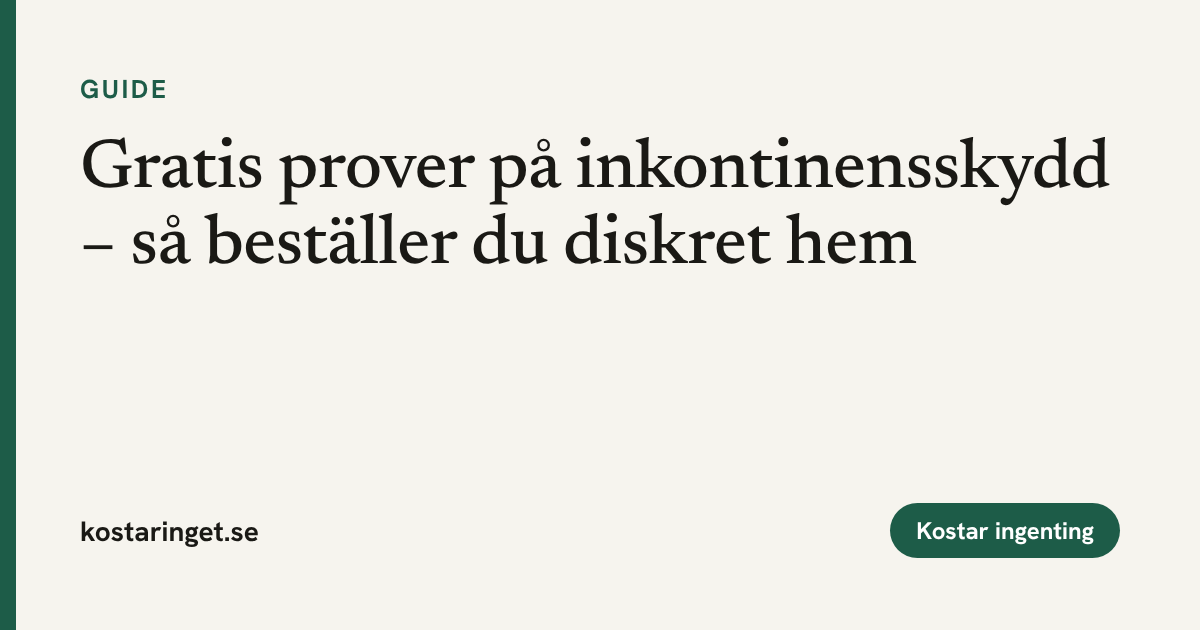 GUIDE
Gratis prover på inkontinensskydd
– så beställer du diskret hem
kostaringet.se
Kostar ingenting